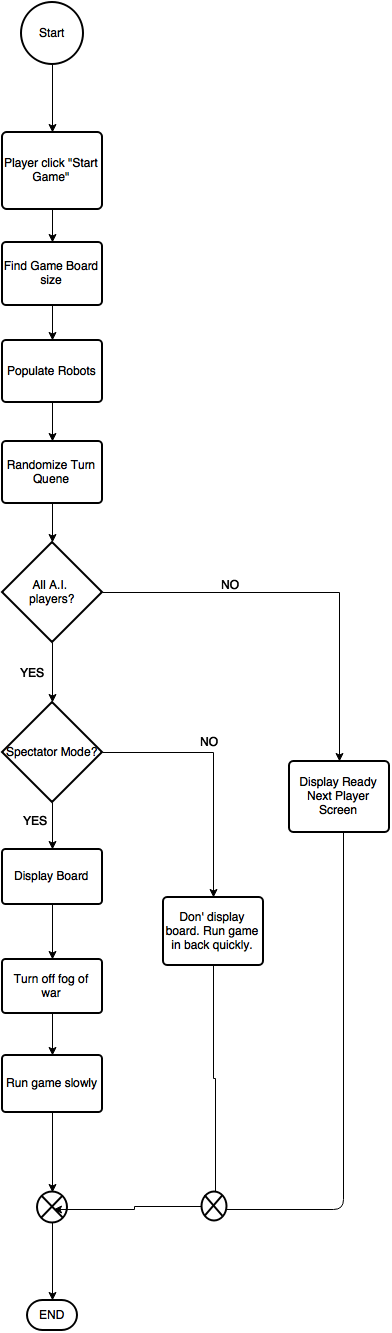 Start
Player click "Start
Game"
Find Game Board
size
Populate Robots
Randomize Turn
Quene
All A.I.
players?
NO
YES
Spectator Mode?
NO
YES
Display Ready
Next Player
Screen
Display Board
Don' display
board. Run game
in back quickly.
Turn off fog of
war
Run game slowly
END